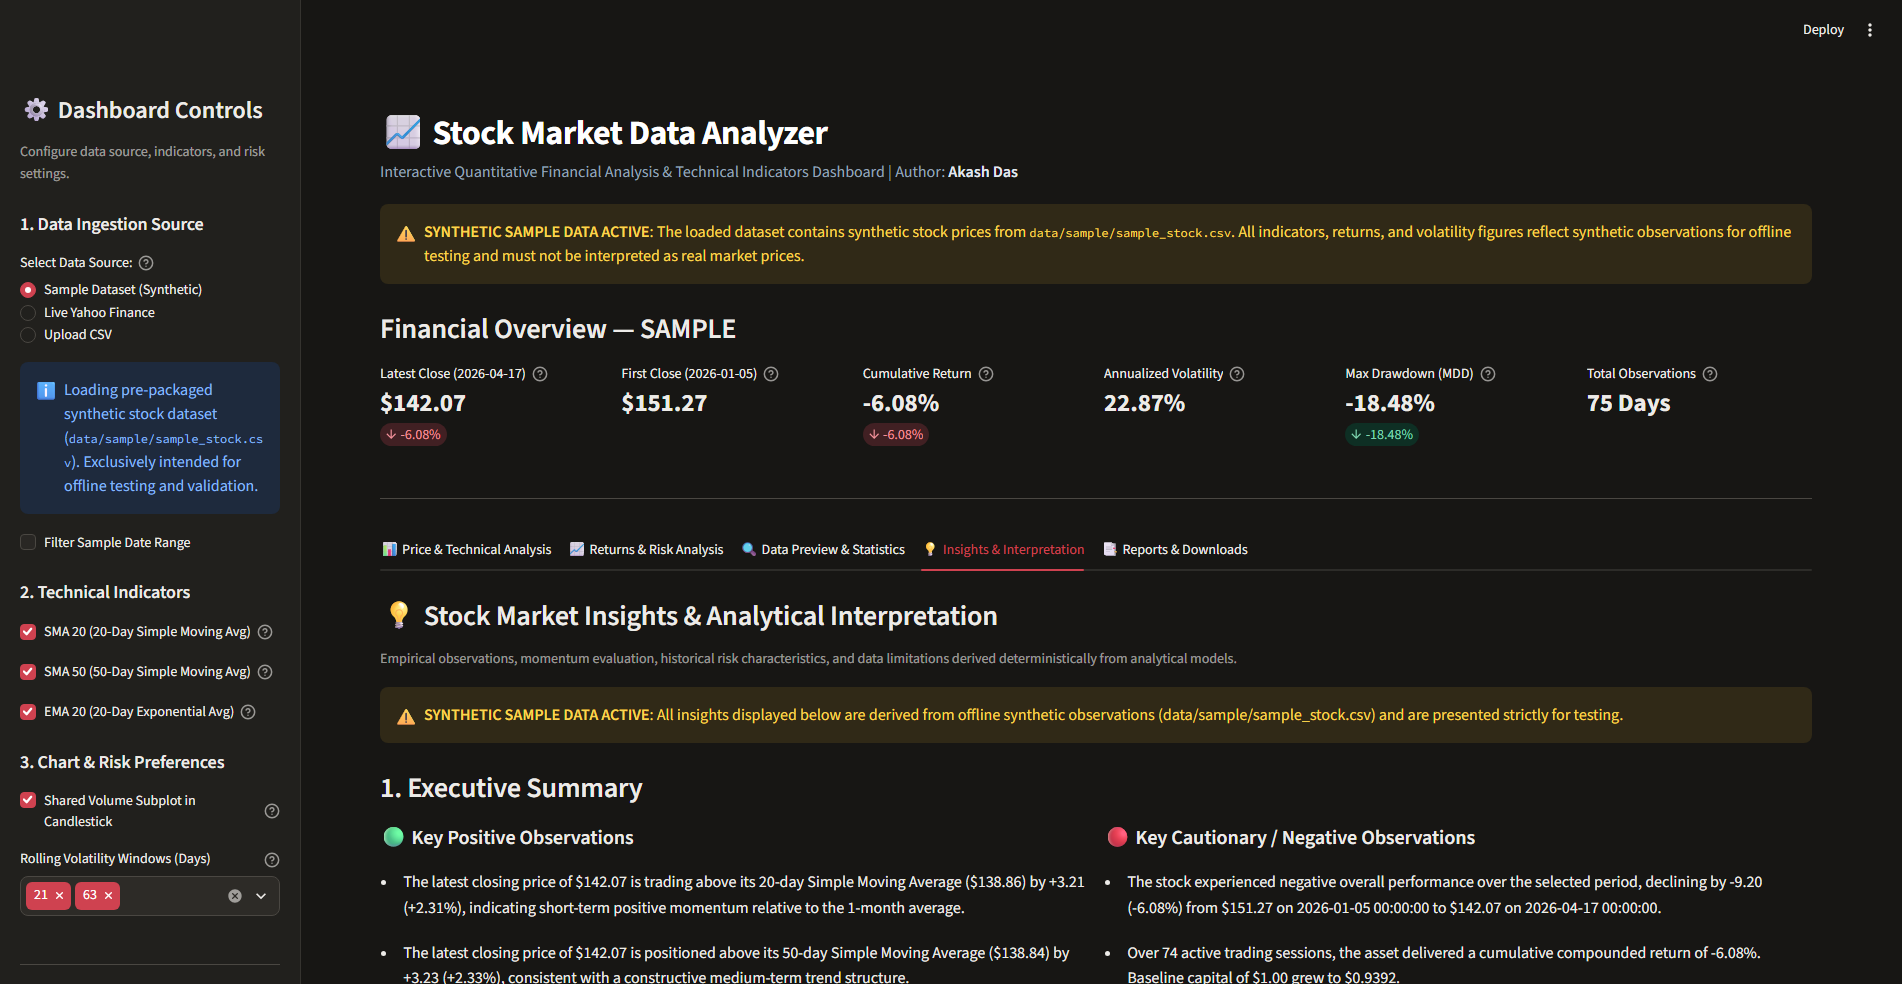 Deploy
Dashboard Controls
Configure data source, indicators, and risk
settings.
1. Data Ingestion Source
Select Data Source:
Sample Dataset (Synthetic)
Live Yahoo Finance
Upload CSV
Loading pre-packaged
synthetic stock dataset
(data/sample/sample_stock.cs
v). Exclusively intended for
offline testing and validation.
Filter Sample Date Range
2. Technical Indicators
SMA 20 (20-Day Simple Moving Avg)
SMA 50 (50-Day Simple Moving Avg)
EMA 20 (20-Day Exponential Avg)
3. Chart & Risk Preferences
Shared Volume Subplot in
Candlestick
Rolling Volatility Windows (Days)
21 63
Stock Market Data Analyzer
Interactive Quantitative Financial Analysis & Technical Indicators Dashboard | Author: Akash Das
SYNTHETIC SAMPLE DATA ACTIVE: The loaded dataset contains synthetic stock prices from data/sample/sample_stock.csv. All indicators, returns, and volatility figures reflect synthetic observations for offline
testing and must not be interpreted as real market prices.
Financial Overview — SAMPLE
Latest Close (2026-04-17) First Close (2026-01-05) Cumulative Return Annualized Volatility Max Drawdown (MDD) Total Observations
$142.07 $151.27 -6.08% 22.87% -18.48% 75 Days
↓ -6.08% ↓ -6.08% ↓ -18.48%
Price & Technical Analysis Returns & Risk Analysis Data Preview & Statistics Insights & Interpretation Reports & Downloads
Stock Market Insights & Analytical Interpretation
Empirical observations, momentum evaluation, historical risk characteristics, and data limitations derived deterministically from analytical models.
SYNTHETIC SAMPLE DATA ACTIVE: All insights displayed below are derived from offline synthetic observations (data/sample/sample_stock.csv) and are presented strictly for testing.
1. Executive Summary
Key Positive Observations
• The latest closing price of $142.07 is trading above its 20-day Simple Moving Average ($138.86) by +3.21
(+2.31%), indicating short-term positive momentum relative to the 1-month average.
• The latest closing price of $142.07 is positioned above its 50-day Simple Moving Average ($138.84) by
+3.23 (+2.33%), consistent with a constructive medium-term trend structure.
Key Cautionary / Negative Observations
• The stock experienced negative overall performance over the selected period, declining by -9.20
(-6.08%) from $151.27 on 2026-01-05 00:00:00 to $142.07 on 2026-04-17 00:00:00.
• Over 74 active trading sessions, the asset delivered a cumulative compounded return of -6.08%.
Baseline capital of $1.00 grew to $0.9392.